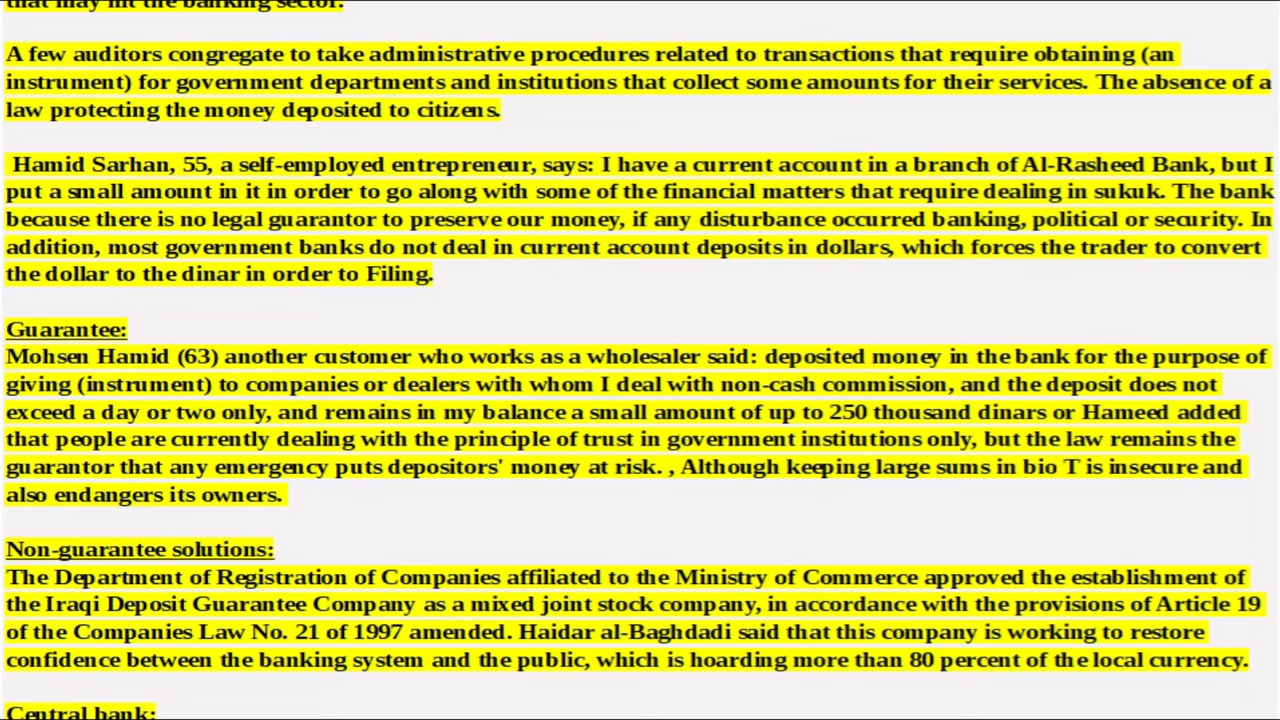 that may hit the banking sector.
A few auditors congregate to take administrative procedures related to transactions that require obtaining (an
instrument) for government departments and institutions that collect some amounts for their services. The absence of a
law protecting the money deposited to citizens.
Hamid Sarhan, 55, a self-employed entrepreneur, says: I have a current account in a branch of Al-Rasheed Bank, but I
put a small amount in it in order to go along with some of the financial matters that require dealing in sukuk. The bank
because there is no legal guarantor to preserve our money, if any disturbance occurred banking, political or security. In
addition, most government banks do not deal in current account deposits in dollars, which forces the trader to convert
the dollar to the dinar in order to Filing.
Guarantee:
Mohsen Hamid (63) another customer who works as a wholesaler said: deposited money in the bank for the purpose of
giving (instrument) to companies or dealers with whom I deal with non-cash commission, and the deposit does not
exceed a day or two only, and remains in my balance a small amount of up to 250 thousand dinars or Hameed added
that people are currently dealing with the principle of trust in government institutions only, but the law remains the
guarantor that any emergency puts depositors' money at risk. , Although keeping large sums in bio T is insecure and
also endangers its owners.
Non-guarantee solutions:
The Department of Registration of Companies affiliated to the Ministry of Commerce approved the establishment of
the Iraqi Deposit Guarantee Company as a mixed joint stock company, in accordance with the provisions of Article 19
of the Companies Law No. 21 of 1997 amended. Haidar al-Baghdadi said that this company is working to restore
confidence between the banking system and the public, which is hoarding more than 80 percent of the local currency.
Central bank: